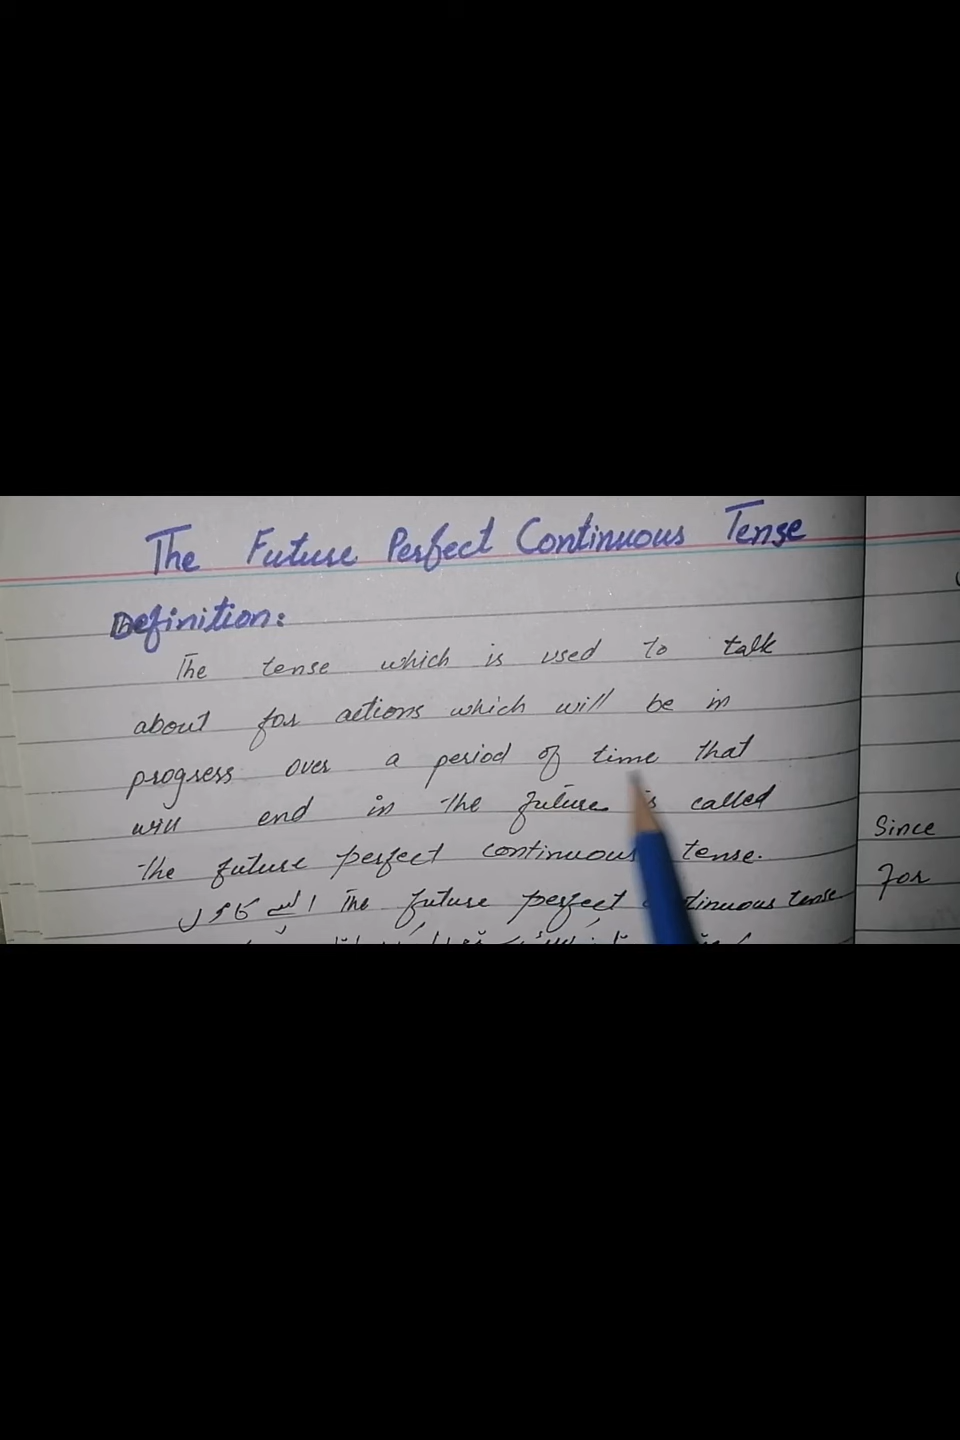 The Future Perfect Continuous Tense
Definition:
The tense which is used to talk
about for actions which will be in
progress over a period of time that
will end in the future is called
the future perfect continuous tense.
The future perfect continuous tense
Since
For